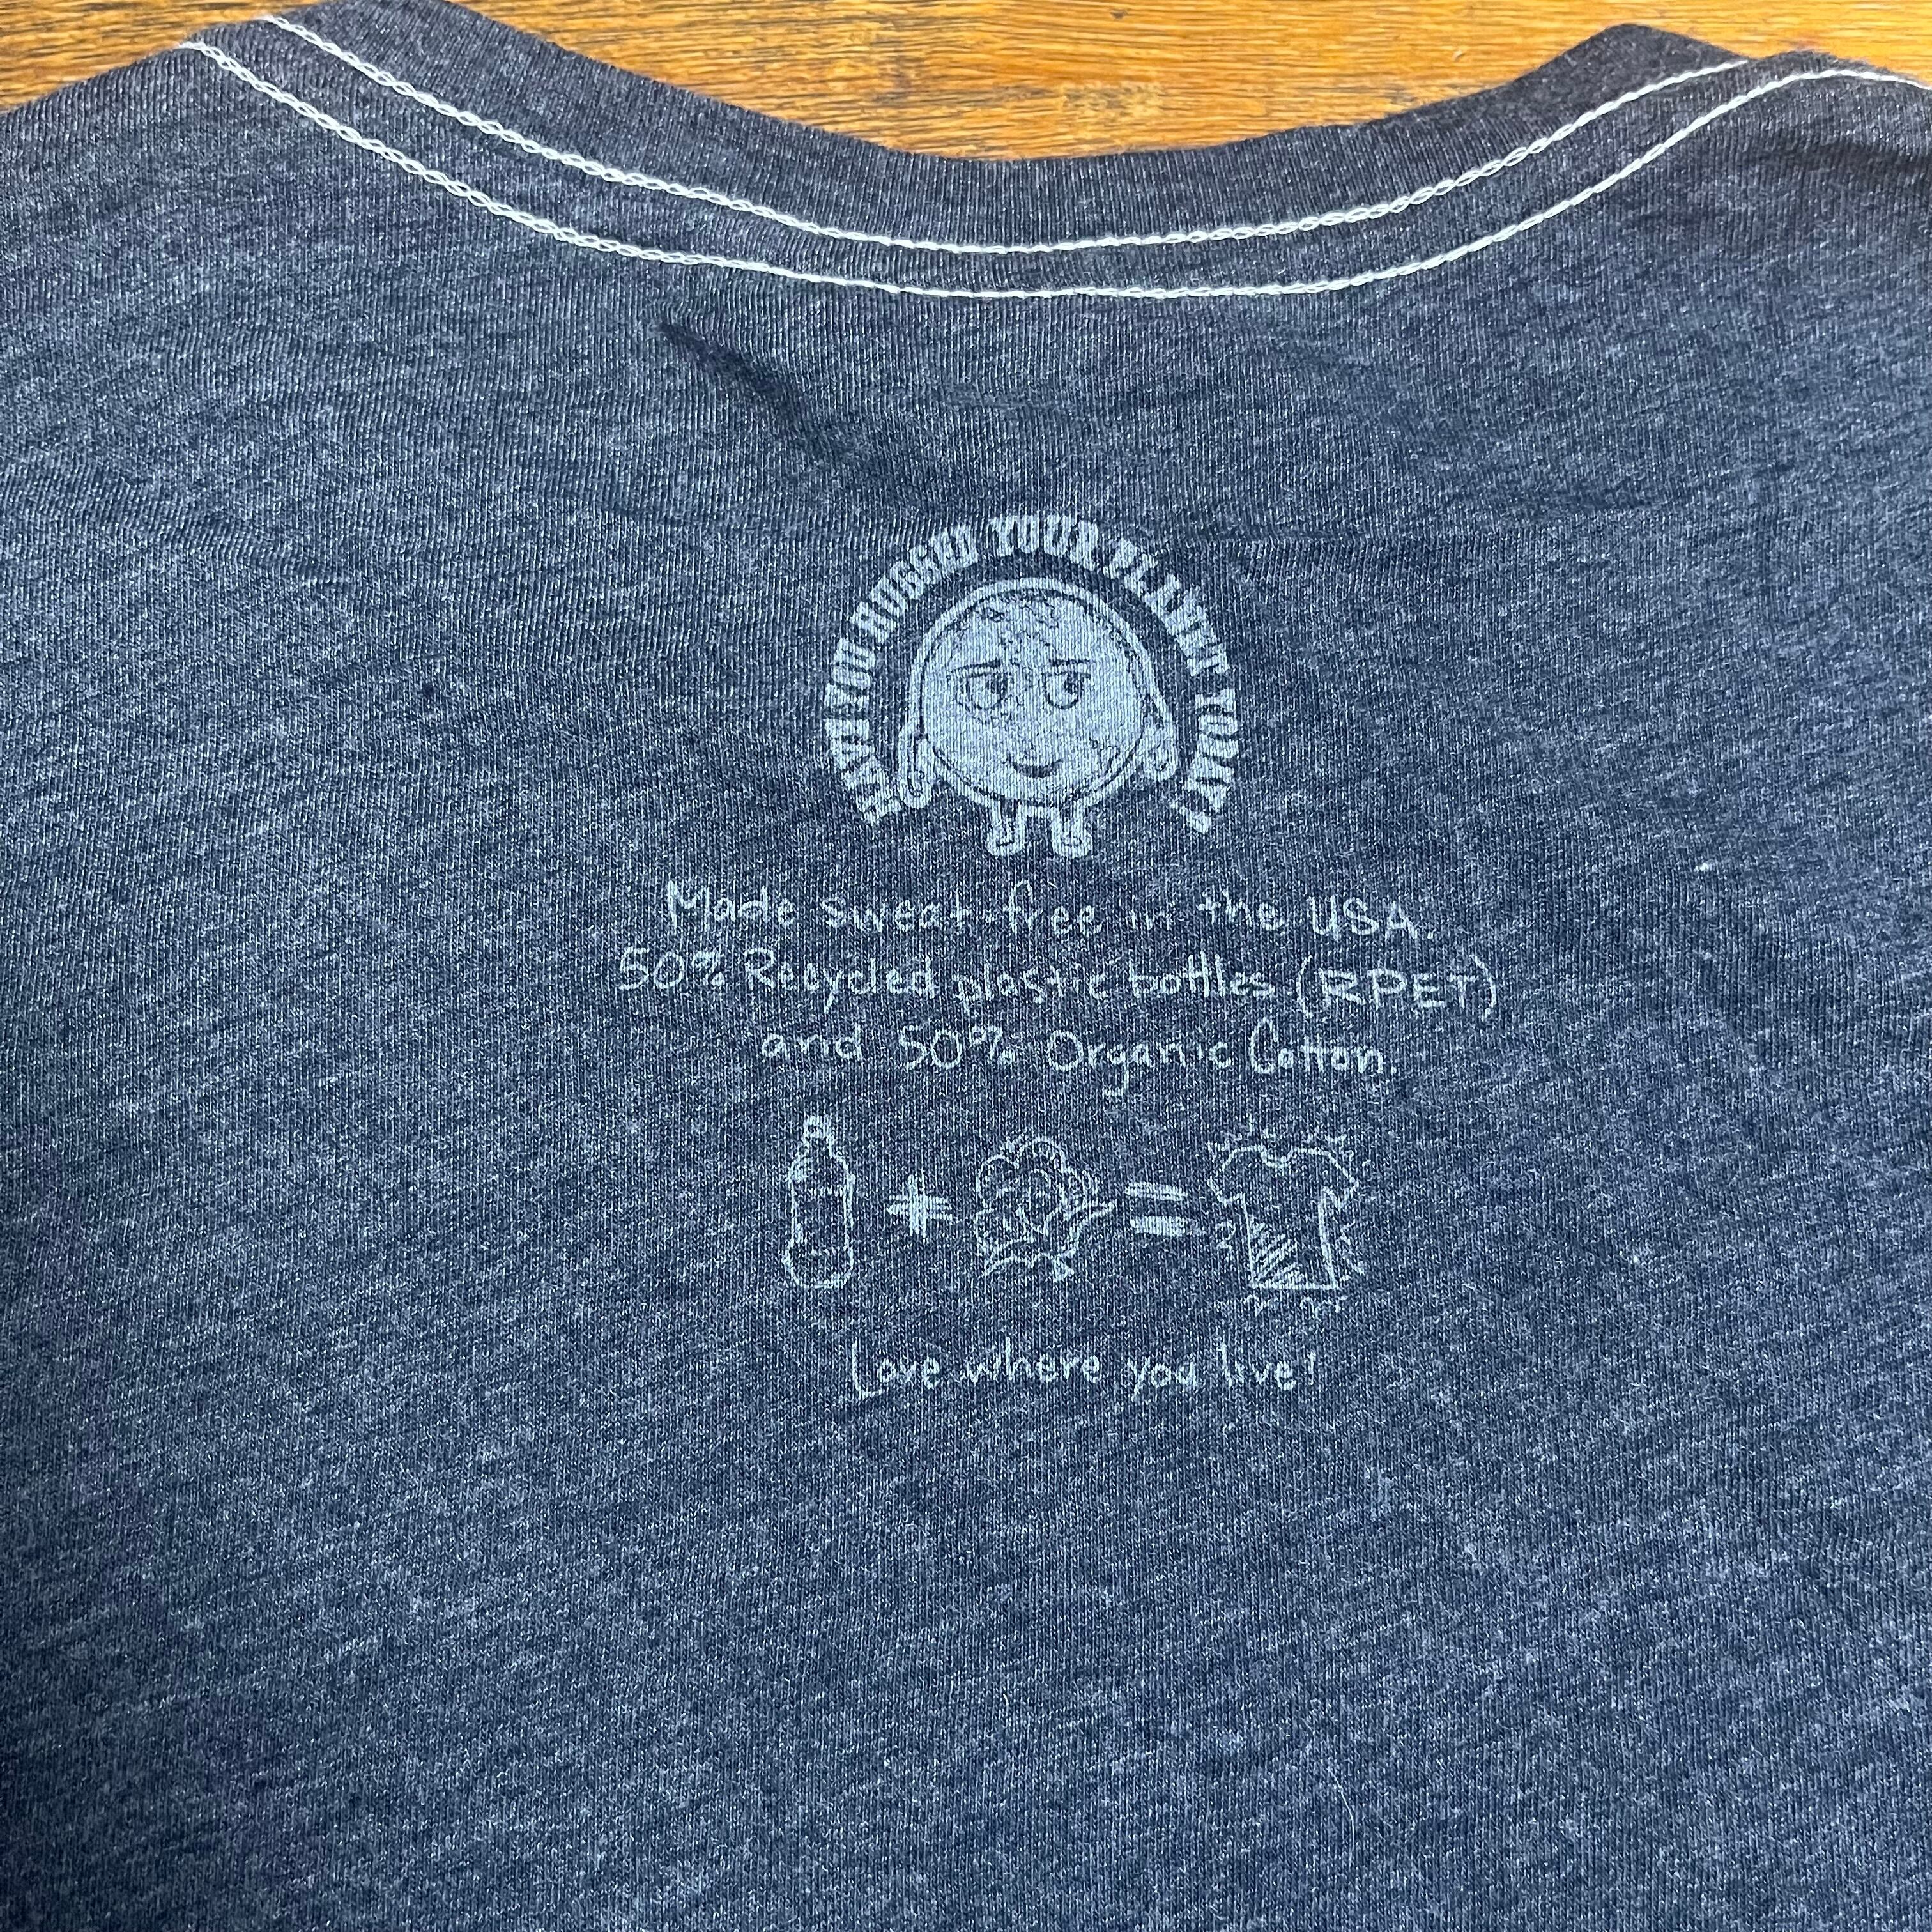 HAVE YOU HUGGED YOUR PLANET TODAY?
Made sweat-free in the USA.
50% Recycled plastic bottles (RPET)
and 50% Organic Cotton.
+ =
Love where you live!